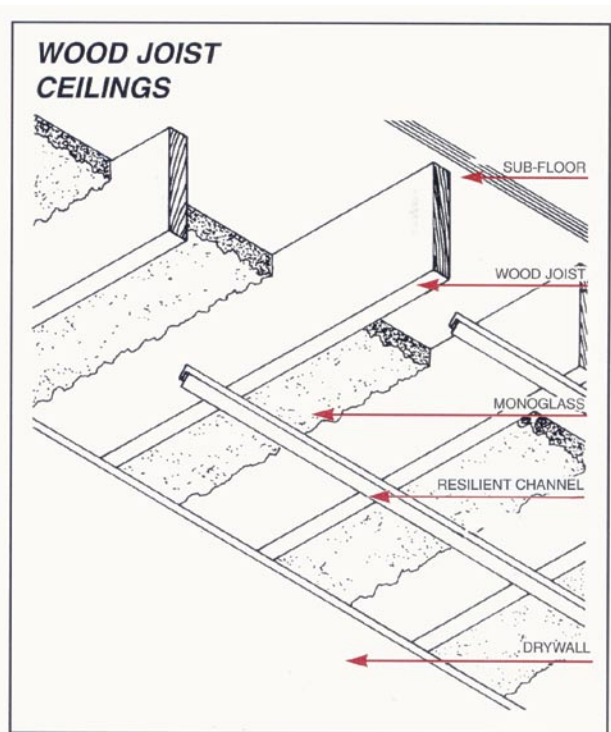 WOOD JOIST
CEILINGS
SUB-FLOOR
WOOD JOIST
MONOGLASS
RESILIENT CHANNEL
DRYWALL